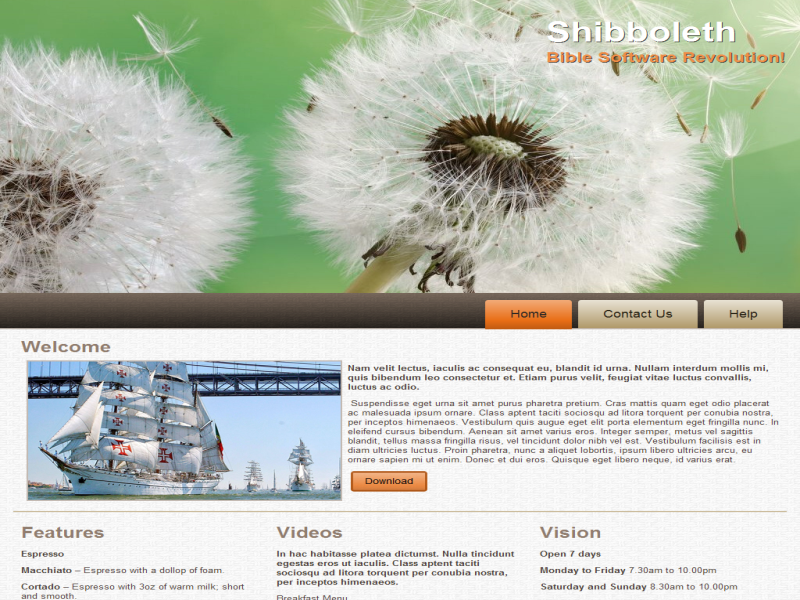 Shibboleth
Bible Software Revolution!
Home
Contact Us
Help
Welcome
Nam velit lectus, iaculis ac consequat eu, blandit id urna. Nullam interdum mollis mi,
quis bibendum leo consectetur et. Etiam purus velit, feugiat vitae luctus convallis,
luctus ac odio.
Suspendisse eget urna sit amet purus pharetra pretium. Cras mattis quam eget odio placerat
ac malesuada ipsum ornare. Class aptent taciti sociosqu ad litora torquent per conubia nostra,
per inceptos himenaeos. Vestibulum quis augue eget elit porta elementum eget fringilla nunc. In
eleifend cursus bibendum. Aenean sit amet varius eros. Integer semper, metus vel sagittis
blandit, tellus massa fringilla risus, vel tincidunt dolor nibh vel est. Vestibulum facilisis est in
diam ultricies luctus. Proin pharetra, nunc a aliquet lobortis, ipsum libero ultricies arcu, eu
ornare sapien mi ut enim. Donec et dui eros. Quisque eget libero neque, id varius erat.
Download
Features
Espresso
Macchiato – Espresso with a dollop of foam.
Cortado – Espresso with 3oz of warm milk; short
and smooth.
Videos
In hac habitasse platea dictumst. Nulla tincidunt
egestas eros ut iaculis. Class aptent taciti
sociosqu ad litora torquent per conubia nostra,
per inceptos himenaeos.
Breakfast Menu
Vision
Open 7 days
Monday to Friday 7.30am to 10.00pm
Saturday and Sunday 8.30am to 10.00pm